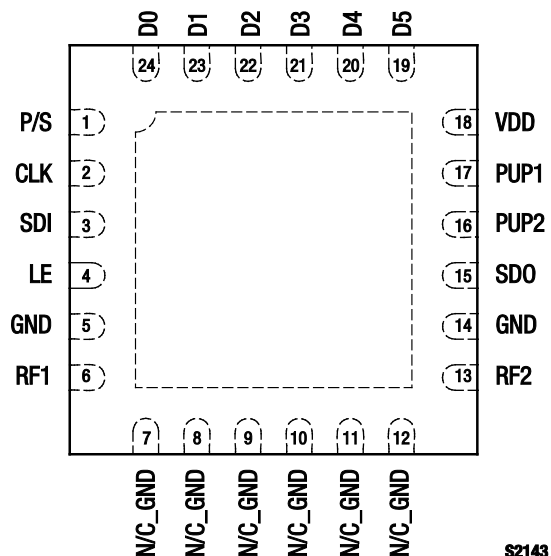 D0 D1 D2 D3 D4 D5
24 23 22 21 20 19
P/S 1 18 VDD
CLK 2 17 PUP1
SDI 3 16 PUP2
LE 4 15 SDO
GND 5 14 GND
RF1 6 13 RF2
7 8 9 10 11 12
N/C_GND N/C_GND N/C_GND N/C_GND N/C_GND N/C_GND
S2143